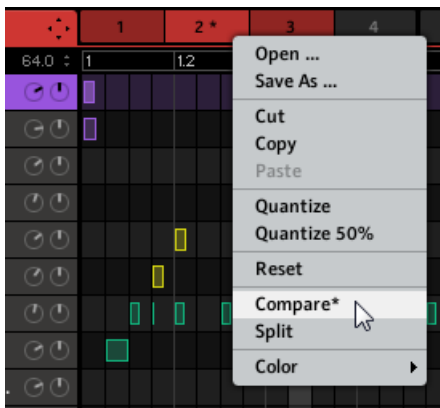 1 2 * 3 4
64.0 1 1.2
Open ...
Save As ...
Cut
Copy
Paste
Quantize
Quantize 50%
Reset
Compare*
Split
Color